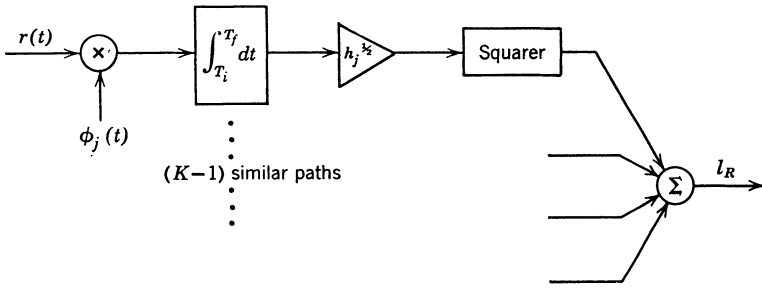 r(t)
×
∫_{T_i}^{T_f} dt
h_j^{½}
Squarer
ϕ_j(t)
(K−1) similar paths
Σ
l_R